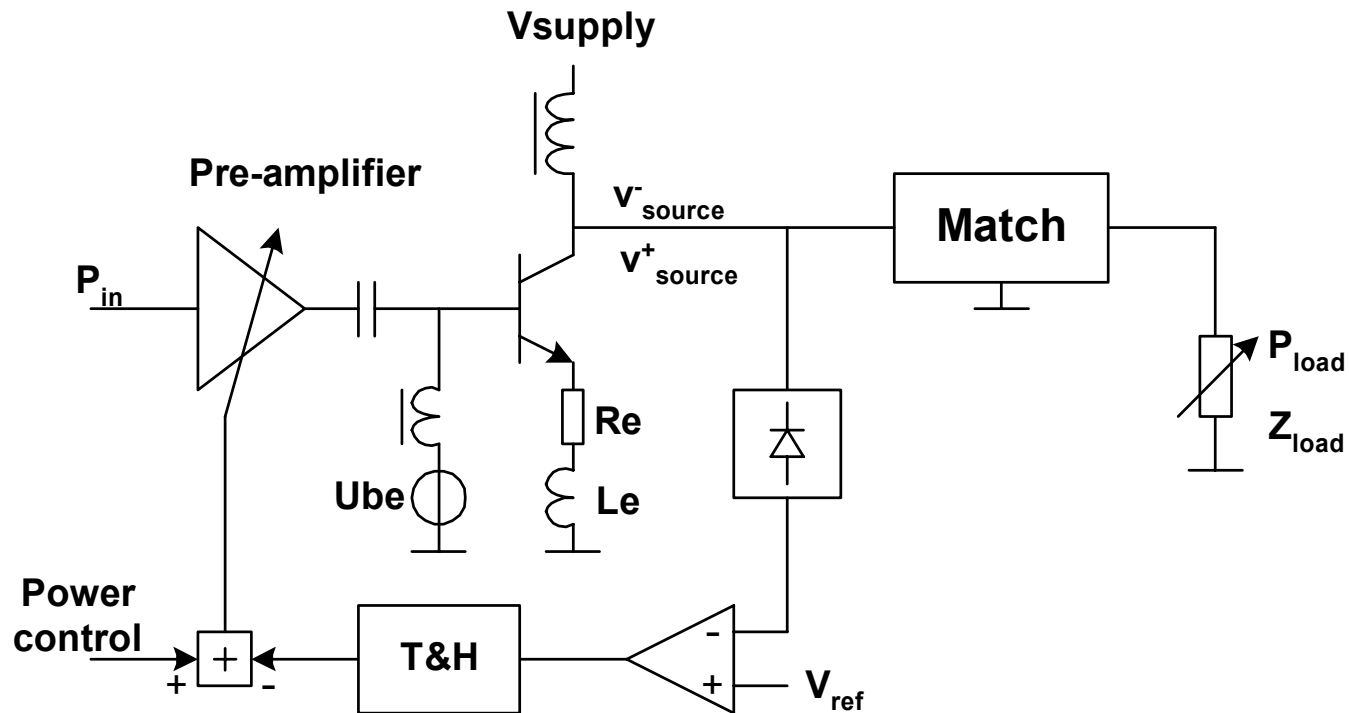 Vsupply
Pre-amplifier
v-source
v+source
Match
Pin
Pload
Zload
Re
Ube
Le
Power
control
+
+
-
T&H
-
+
Vref